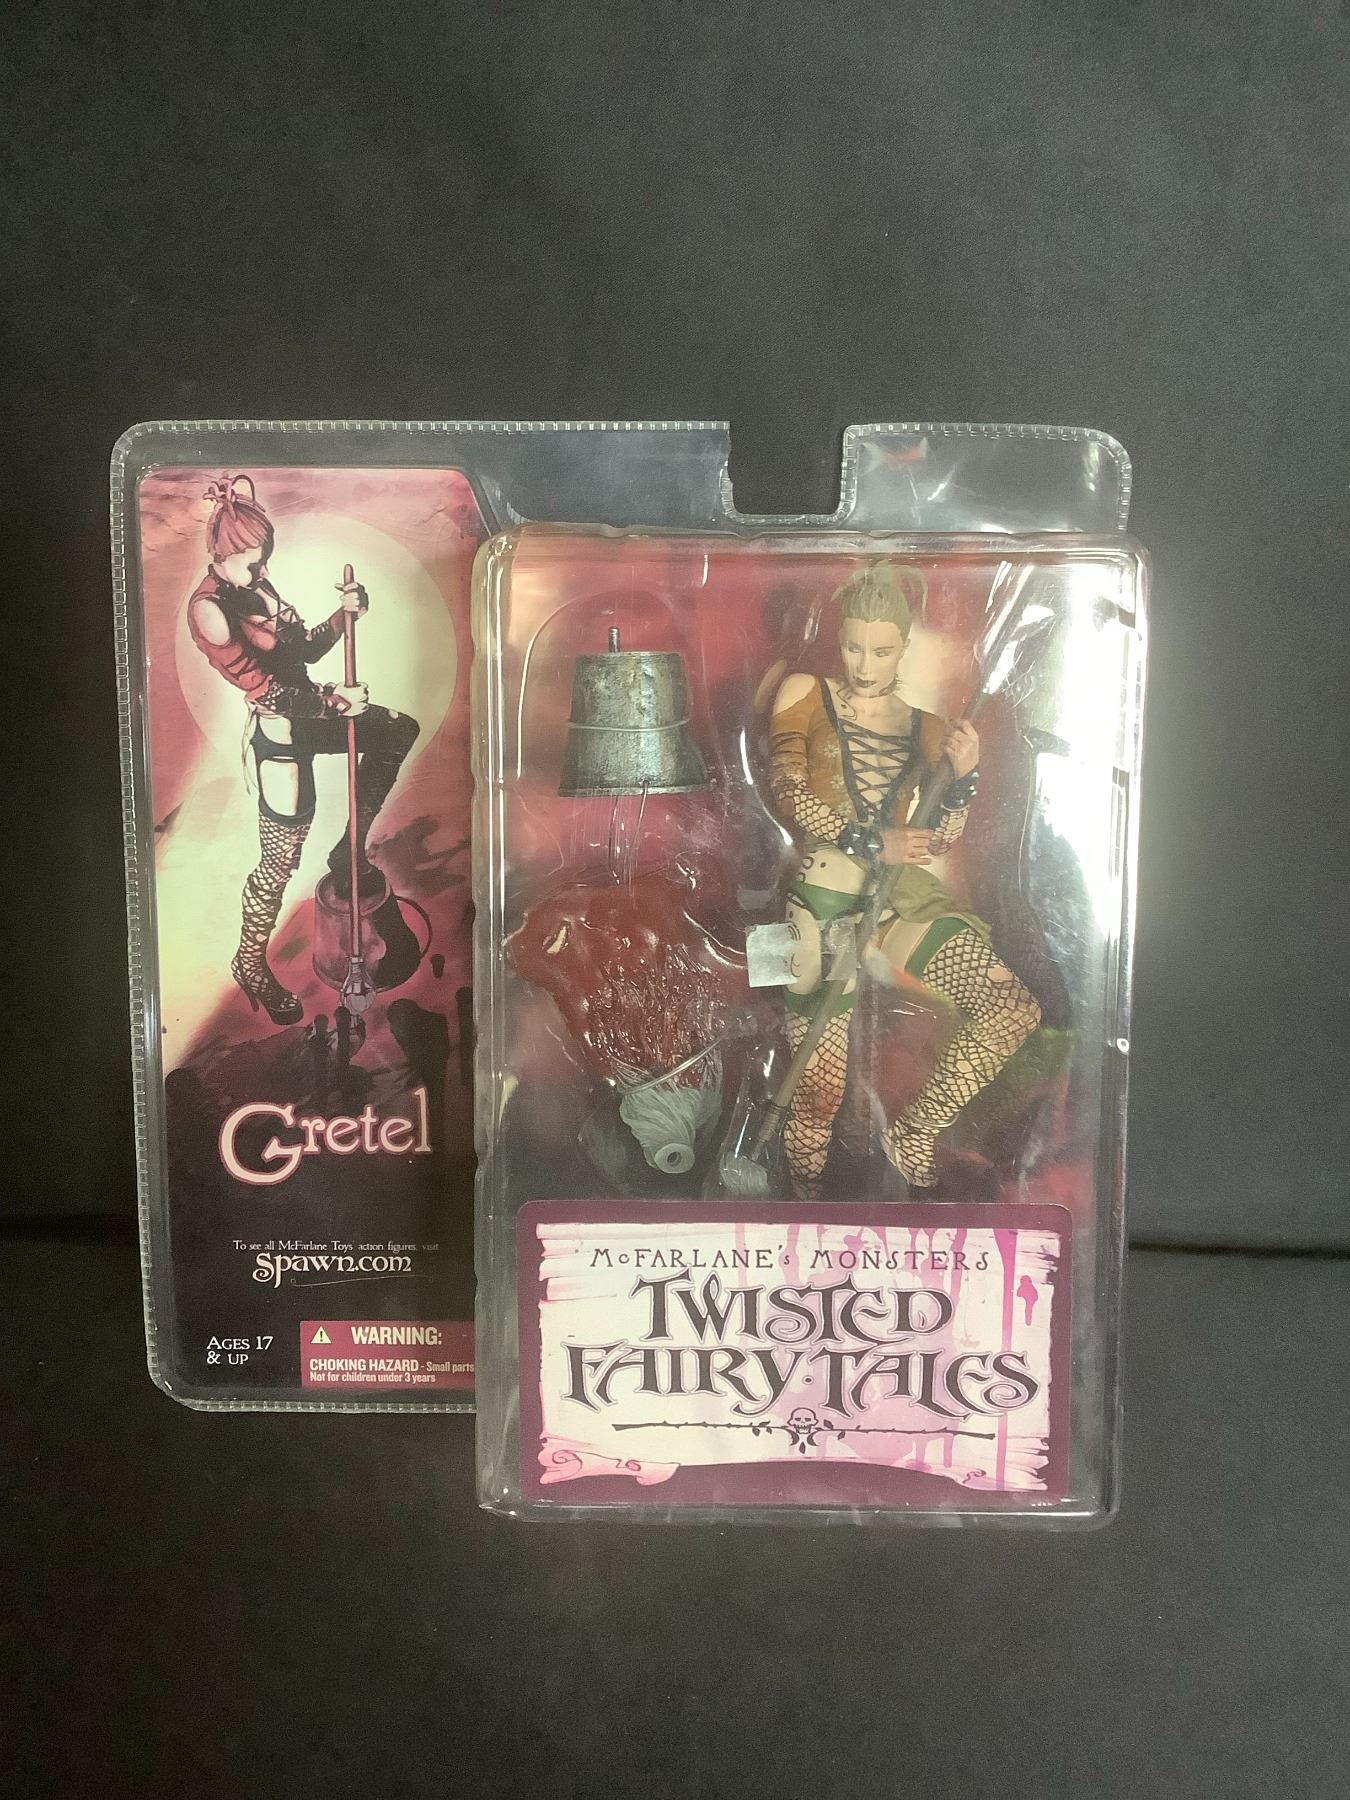 Gretel
To see all McFarlane Toys action figures, visit
Spawn.com
AGES 17
& UP
WARNING:
CHOKING HAZARD - Small parts
Not for children under 3 years
McFARLANE's MONSTERS
TWISTED
FAIRY·TALES